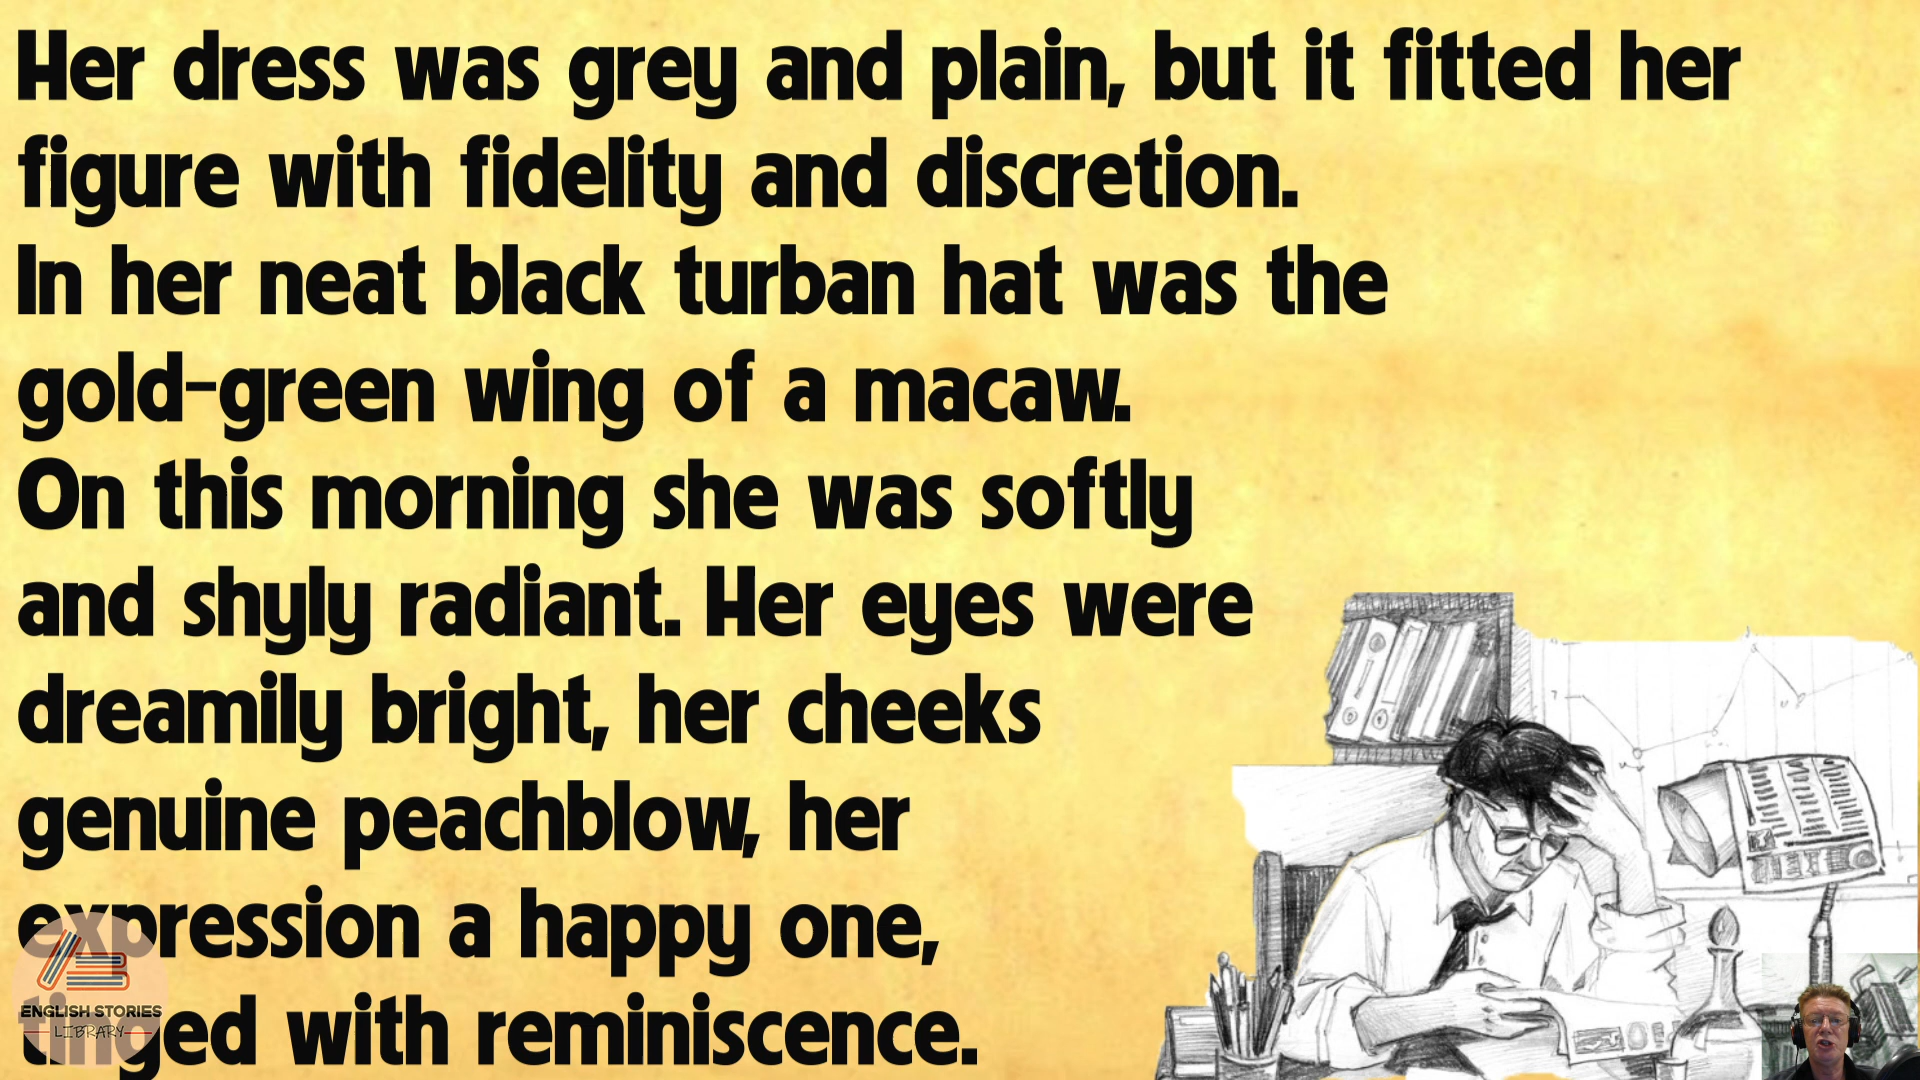 Her dress was grey and plain, but it fitted her
figure with fidelity and discretion.
In her neat black turban hat was the
gold-green wing of a macaw.
On this morning she was softly
and shyly radiant. Her eyes were
dreamily bright, her cheeks
genuine peachblow, her
expression a happy one,
tinged with reminiscence.
ENGLISH STORIES
LIBRARY